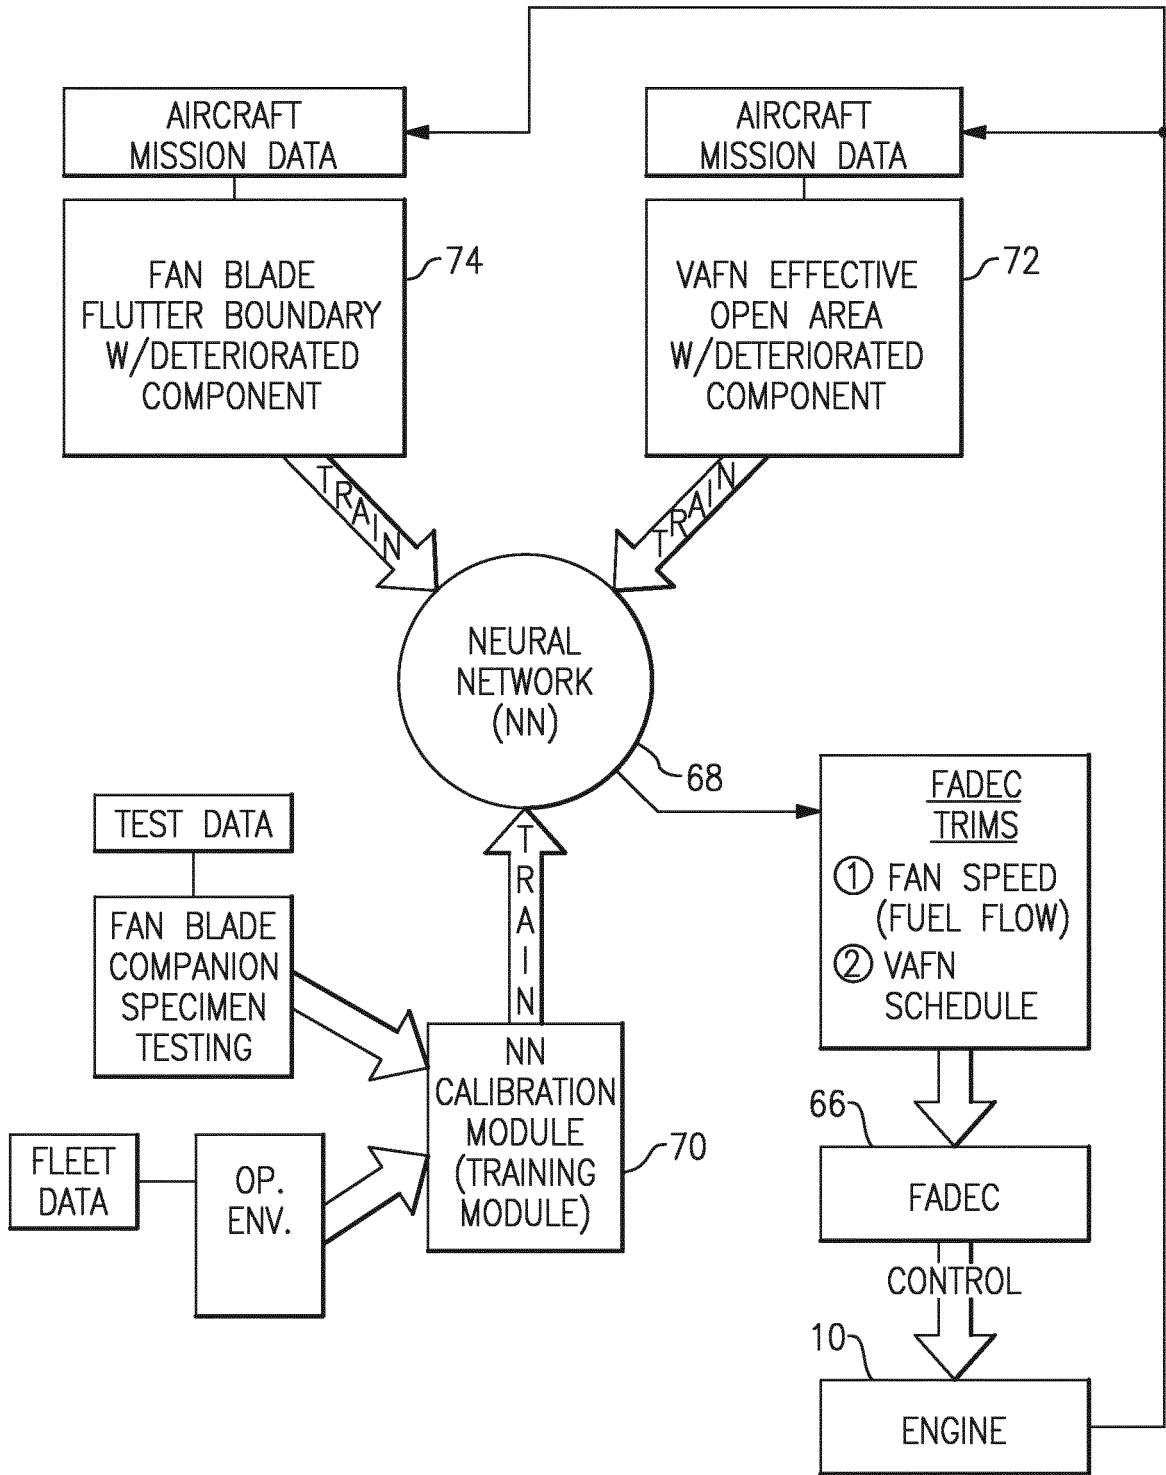 AIRCRAFT
MISSION DATA
AIRCRAFT
MISSION DATA
FAN BLADE
FLUTTER BOUNDARY
W/DETERIORATED
COMPONENT
74
VAFN EFFECTIVE
OPEN AREA
W/DETERIORATED
COMPONENT
72
TRAIN
TRAIN
NEURAL
NETWORK
(NN)
68
FADEC
TRIMS
① FAN SPEED
(FUEL FLOW)
② VAFN
SCHEDULE
TEST DATA
FAN BLADE
COMPANION
SPECIMEN
TESTING
TRAIN
NN
CALIBRATION
MODULE
(TRAINING
MODULE)
70
FLEET
DATA
OP.
ENV.
66
FADEC
CONTROL
10
ENGINE